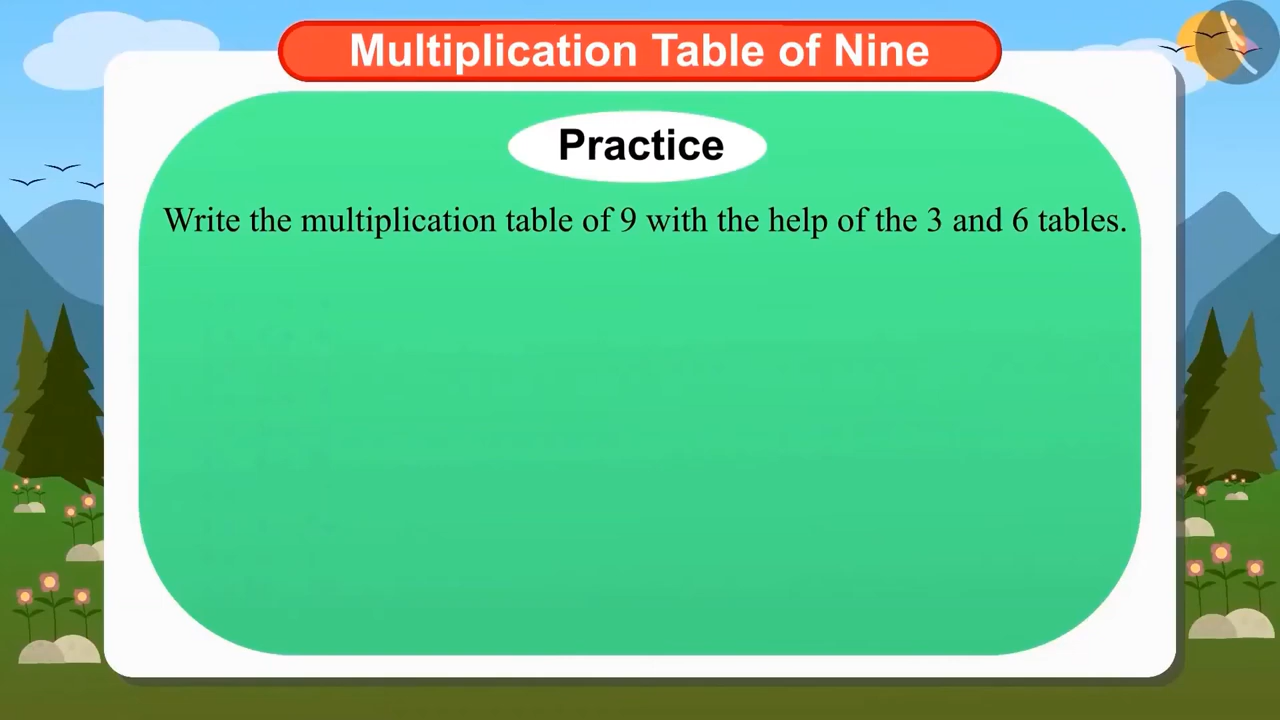 Multiplication Table of Nine
Practice
Write the multiplication table of 9 with the help of the 3 and 6 tables.